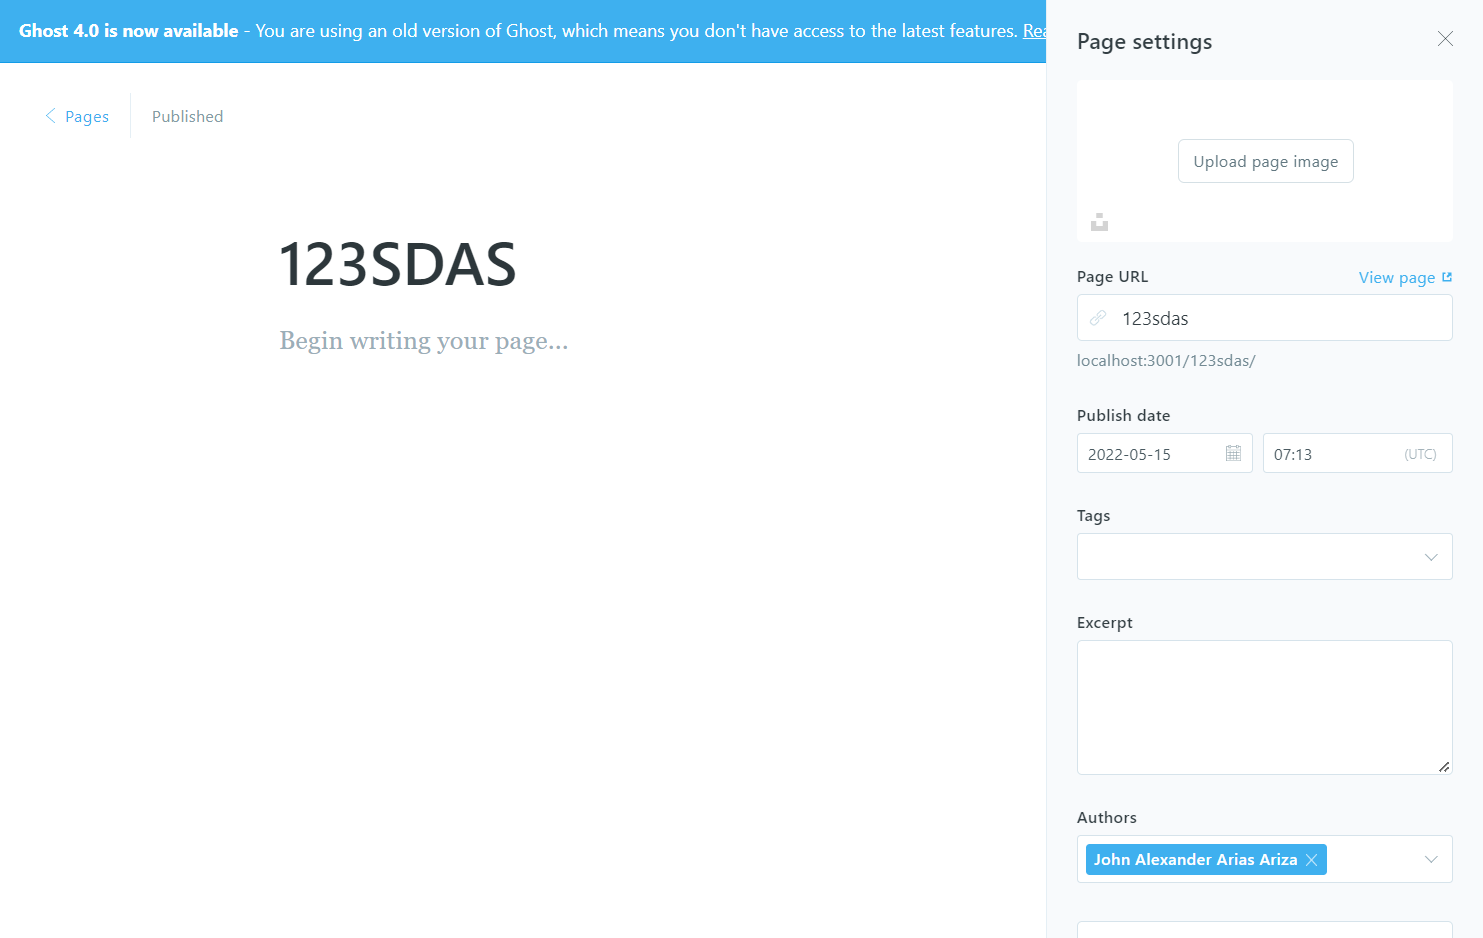 Ghost 4.0 is now available - You are using an old version of Ghost, which means you don't have access to the latest features.
Pages
Published
123SDAS
Begin writing your page...
Page settings
Upload page image
Page URL
View page
123sdas
localhost:3001/123sdas/
Publish date
2022-05-15
07:13
(UTC)
Tags
Excerpt
Authors
John Alexander Arias Ariza